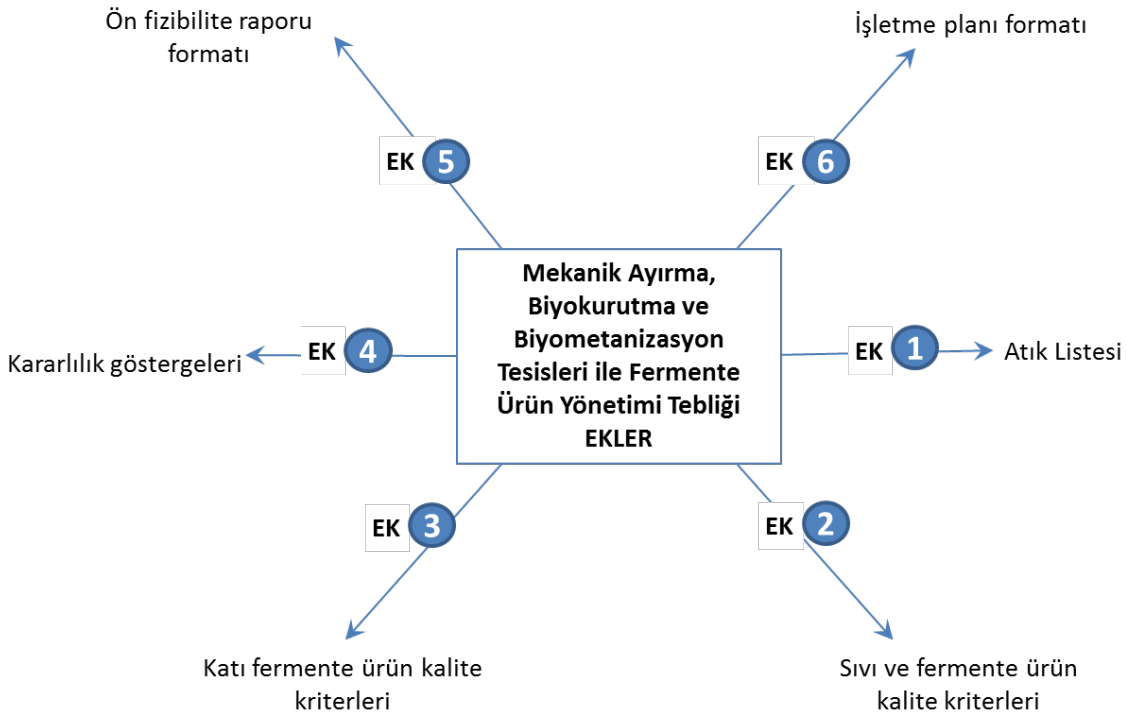 Ön fizibilite raporu
formatı
İşletme planı formatı
EK 5
EK 6
Mekanik Ayırma,
Biyokurutma ve
Biyometanizasyon
Tesisleri ile Fermente
Ürün Yönetimi Tebliği
EKLER
Kararlılık göstergeleri
EK 4
EK 1
Atık Listesi
EK 3
EK 2
Katı fermente ürün kalite
kriterleri
Sıvı ve fermente ürün
kalite kriterleri